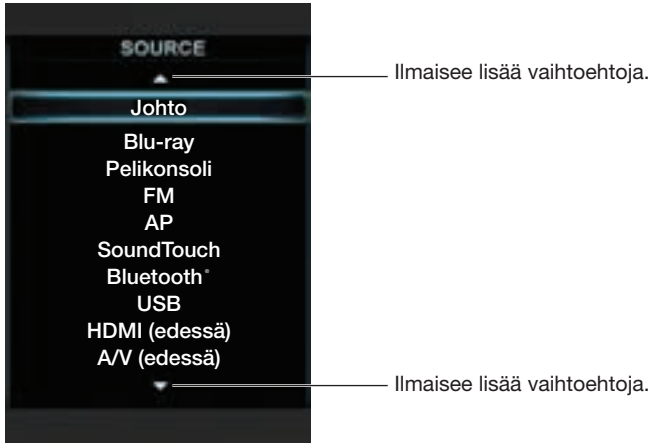 SOURCE
Ilmaisee lisää vaihtoehtoja.
Johto
Blu-ray
Pelikonsoli
FM
AP
SoundTouch
Bluetooth®
USB
HDMI (edessä)
A/V (edessä)
Ilmaisee lisää vaihtoehtoja.